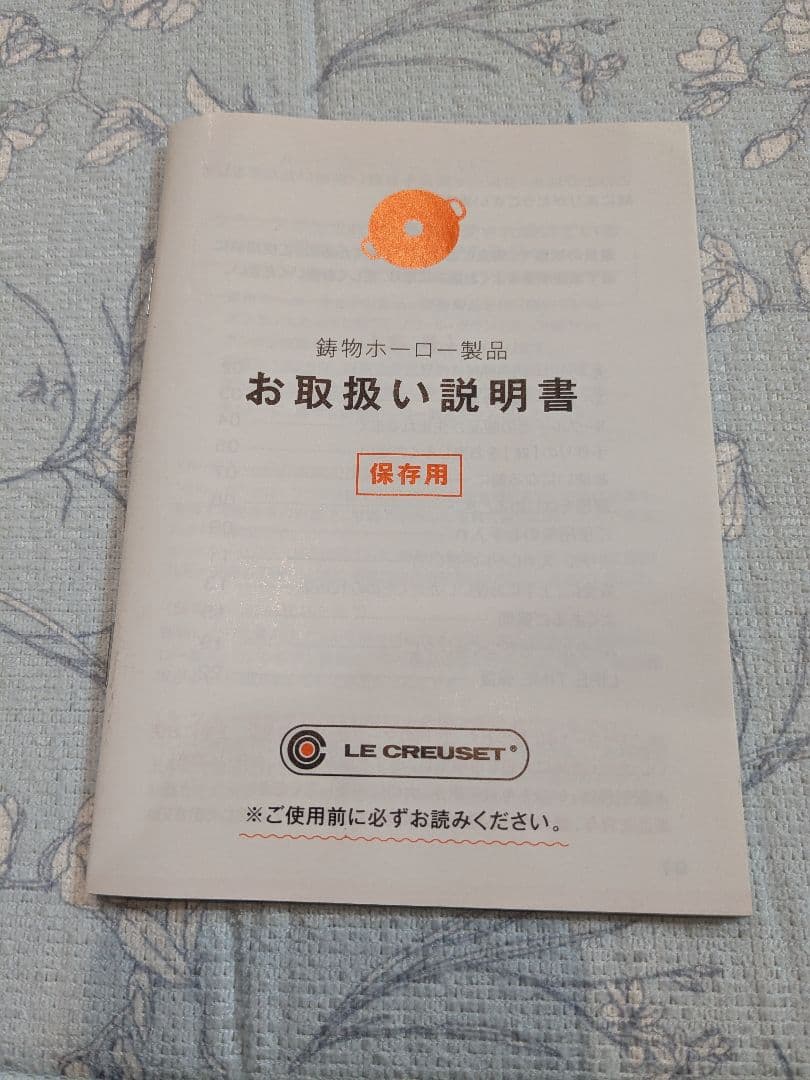 鋳物ホーロー製品
お取扱い説明書
保存用
LE CREUSET®
※ご使用前に必ずお読みください。